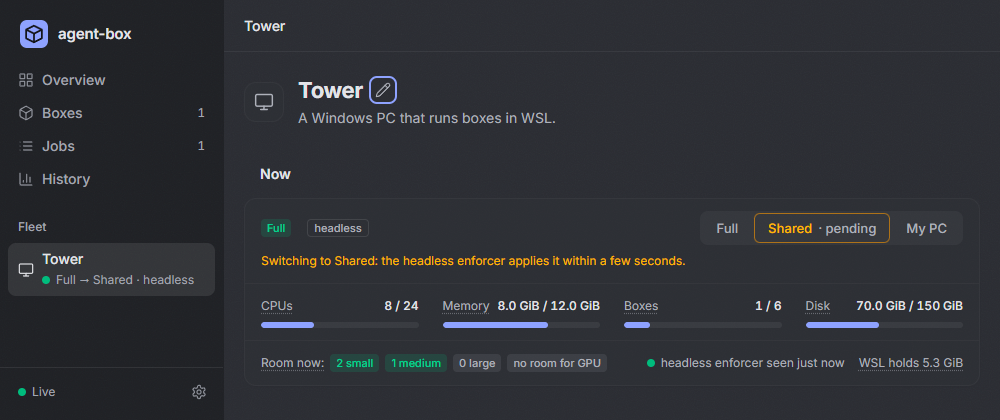 agent-box
Overview
Boxes 1
Jobs 1
History
Fleet
Tower
Full → Shared · headless
Live
Tower
Tower
A Windows PC that runs boxes in WSL.
Now
Full headless
Full Shared · pending My PC
Switching to Shared: the headless enforcer applies it within a few seconds.
CPUs 8 / 24
Memory 8.0 GiB / 12.0 GiB
Boxes 1 / 6
Disk 70.0 GiB / 150 GiB
Room now: 2 small 1 medium 0 large no room for GPU
headless enforcer seen just now WSL holds 5.3 GiB